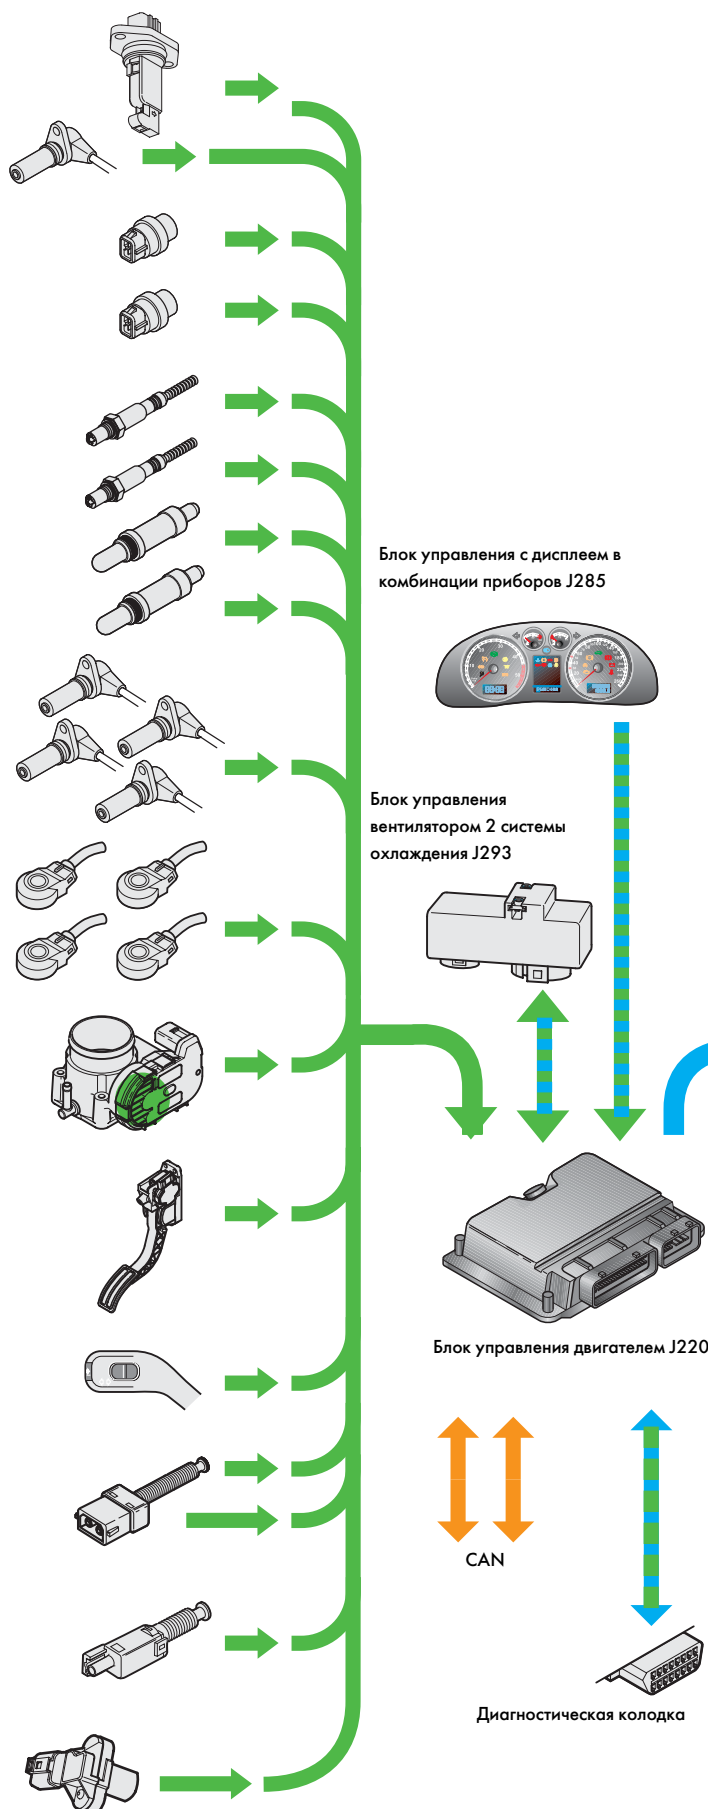 Блок управления с дисплеем в
комбинации приборов J285
Блок управления
вентилятором 2 системы
охлаждения J293
Блок управления двигателем J220
CAN
Диагностическая колодка